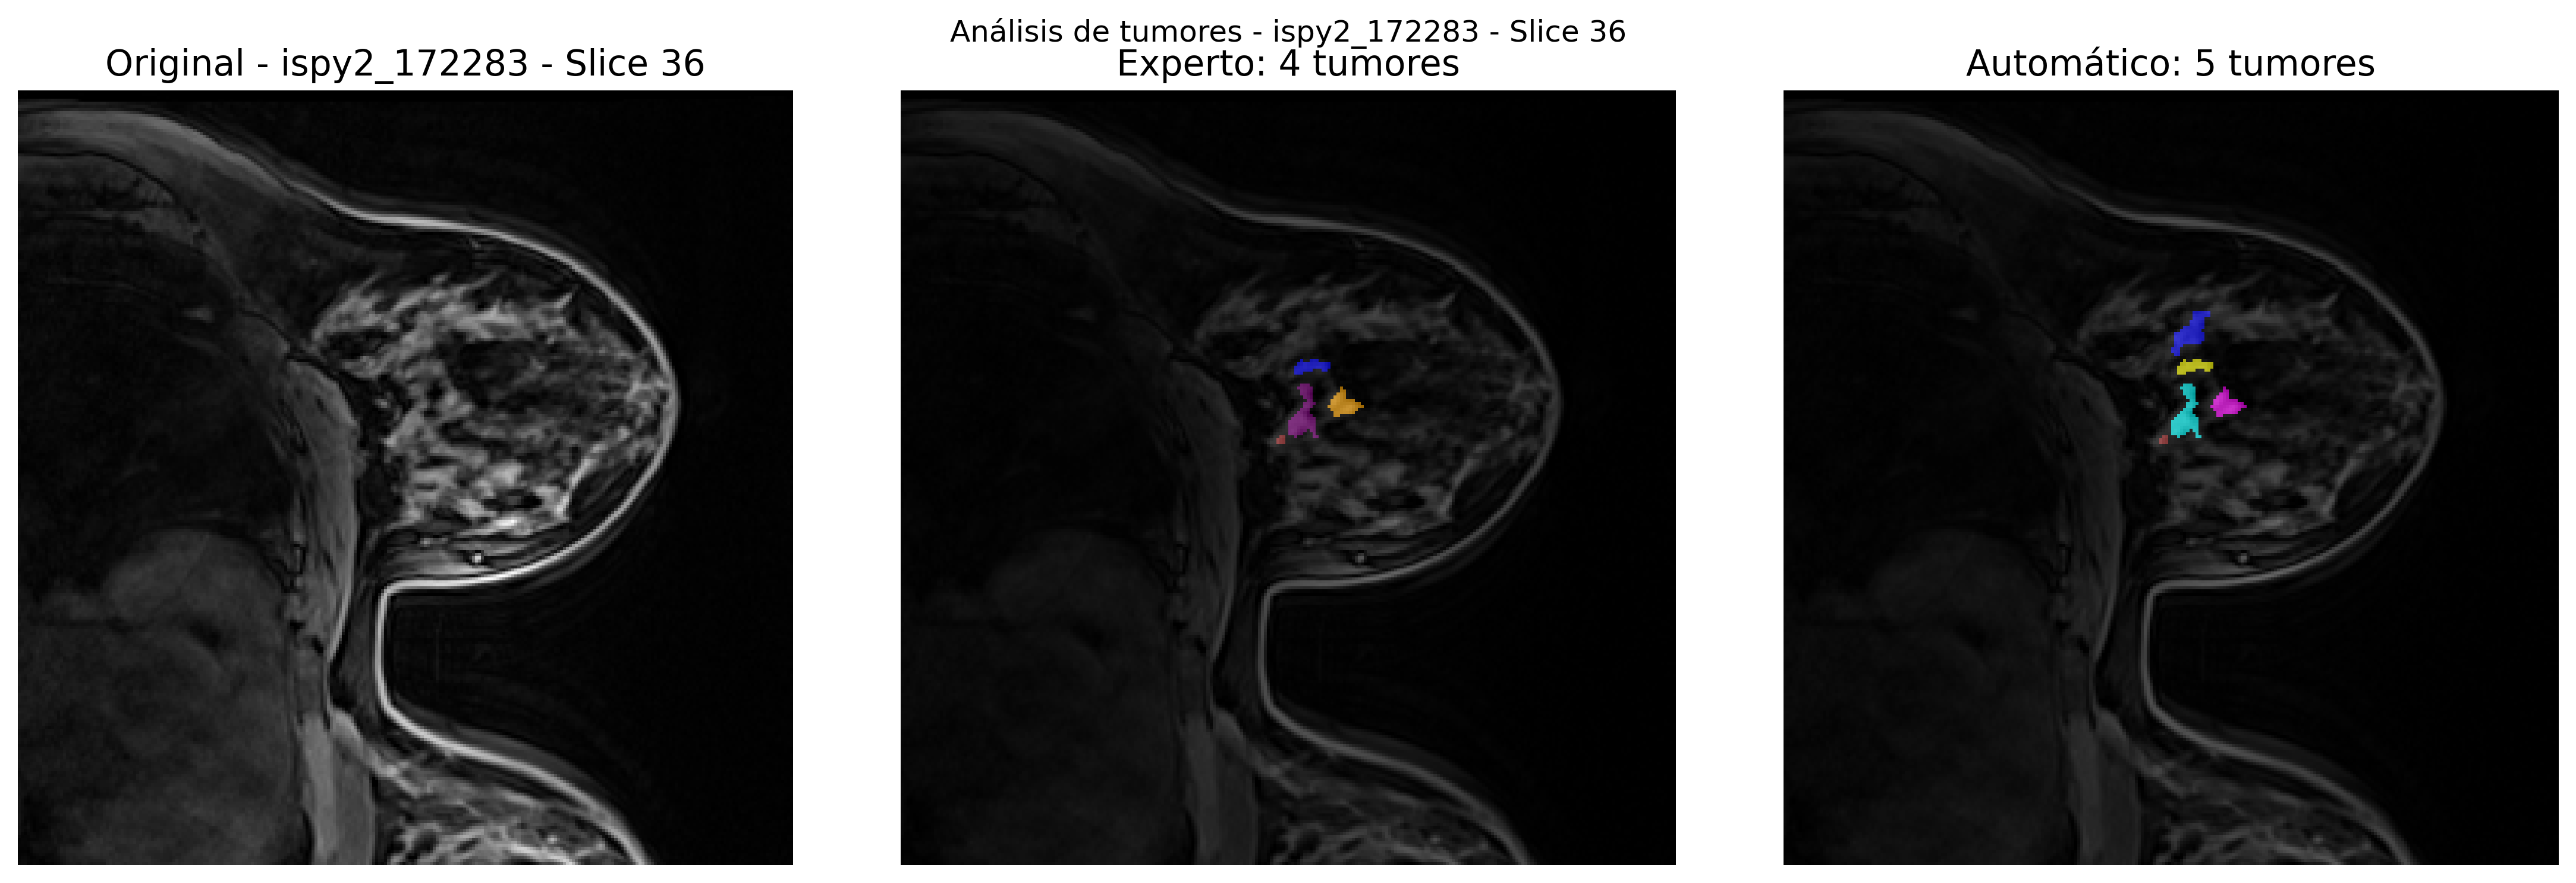 Análisis de tumores - ispy2_172283 - Slice 36
Original - ispy2_172283 - Slice 36
Experto: 4 tumores
Automático: 5 tumores